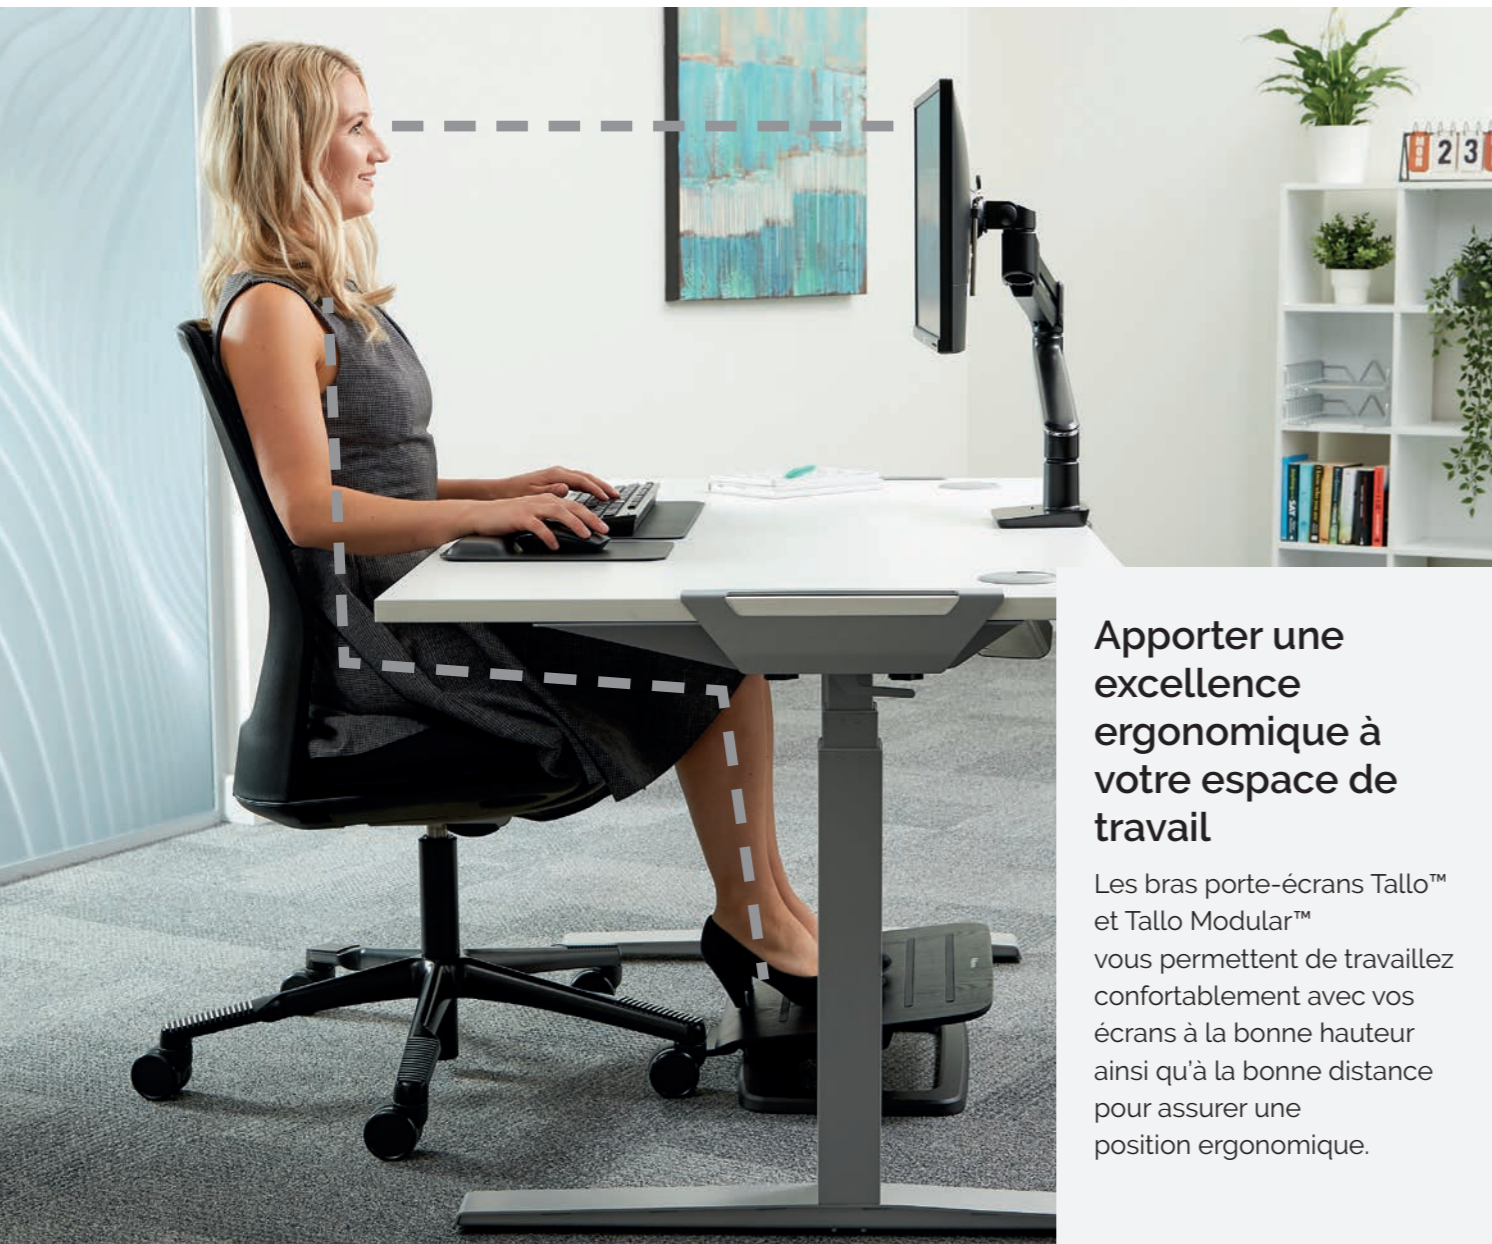 MON
23
SAT
Apporter une
excellence
ergonomique à
votre espace de
travail
Les bras porte-écrans Tallo™
et Tallo Modular™
vous permettent de travaillez
confortablement avec vos
écrans à la bonne hauteur
ainsi qu'à la bonne distance
pour assurer une
position ergonomique.